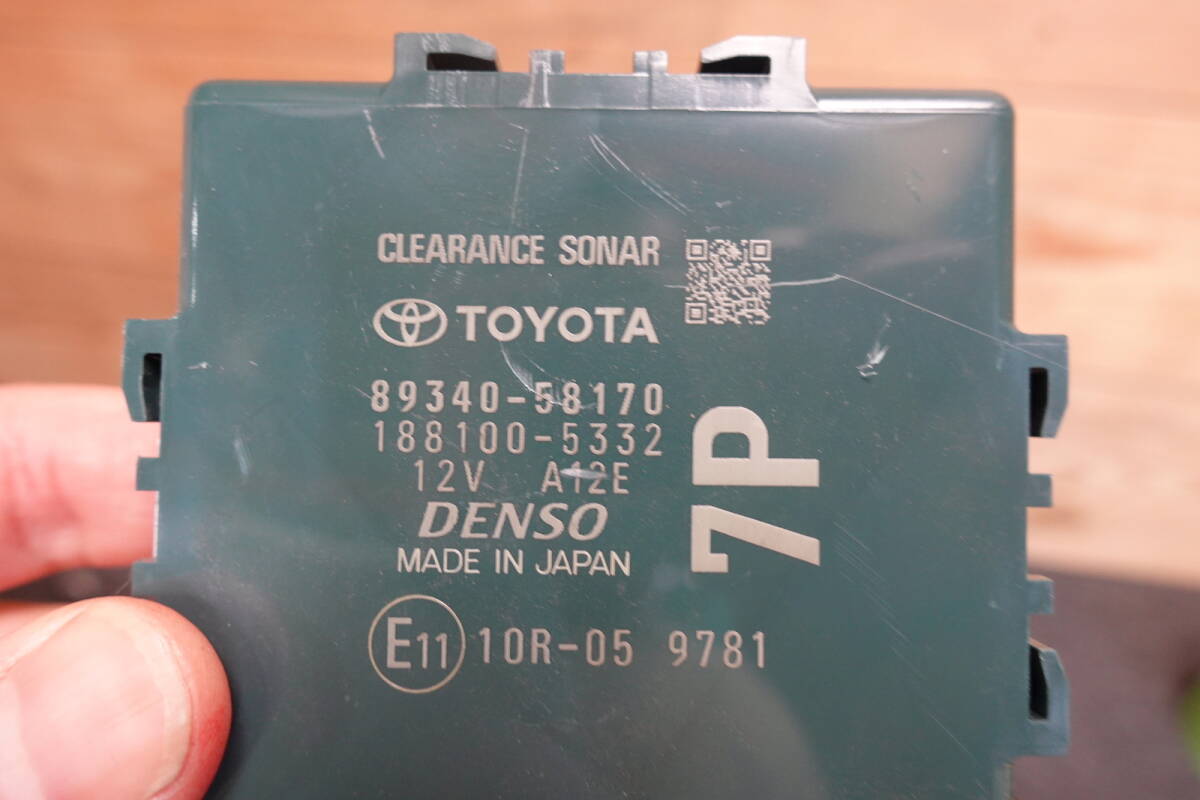 CLEARANCE SONAR
TOYOTA
89340-58170
188100-5332
12V A12E
DENSO
MADE IN JAPAN
7P
E11 10R-05 9781